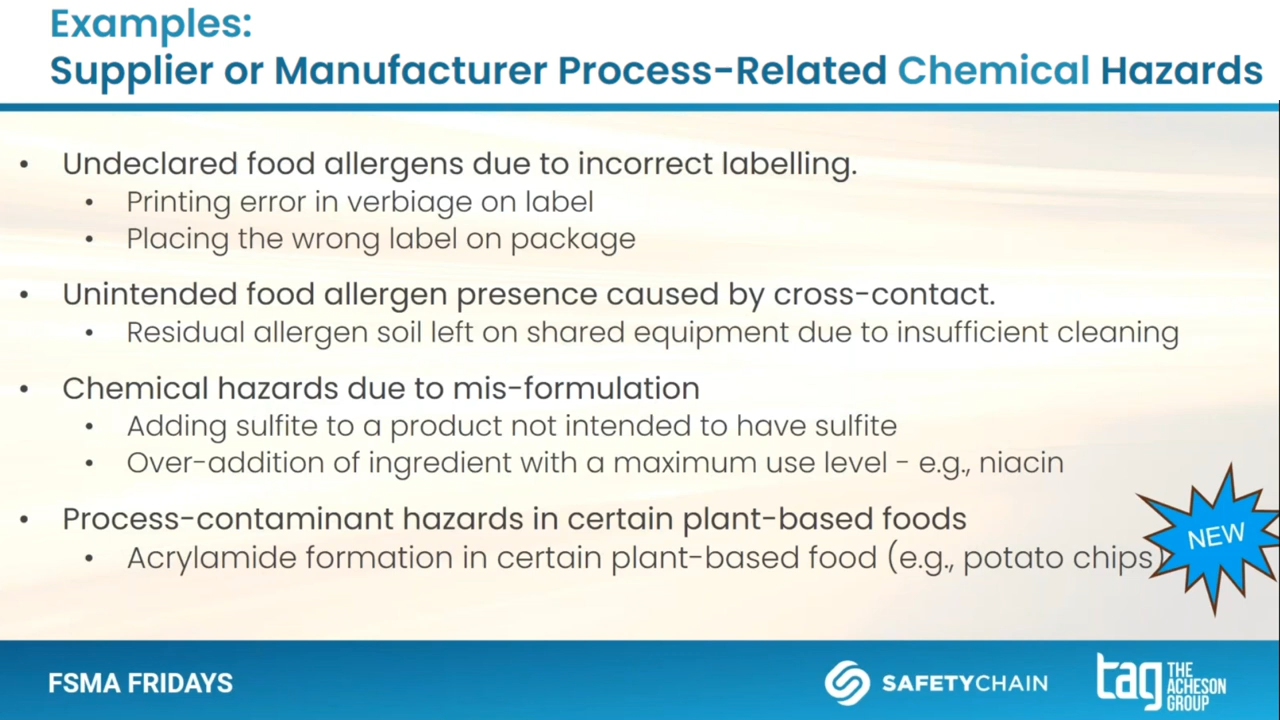 Examples:
Supplier or Manufacturer Process-Related Chemical Hazards
• Undeclared food allergens due to incorrect labelling.
• Printing error in verbiage on label
• Placing the wrong label on package
• Unintended food allergen presence caused by cross-contact.
• Residual allergen soil left on shared equipment due to insufficient cleaning
• Chemical hazards due to mis-formulation
• Adding sulfite to a product not intended to have sulfite
• Over-addition of ingredient with a maximum use level - e.g., niacin
• Process-contaminant hazards in certain plant-based foods
• Acrylamide formation in certain plant-based food (e.g., potato chips)
NEW
FSMA FRIDAYS
SAFETYCHAIN
tag THE
ACHESON
GROUP